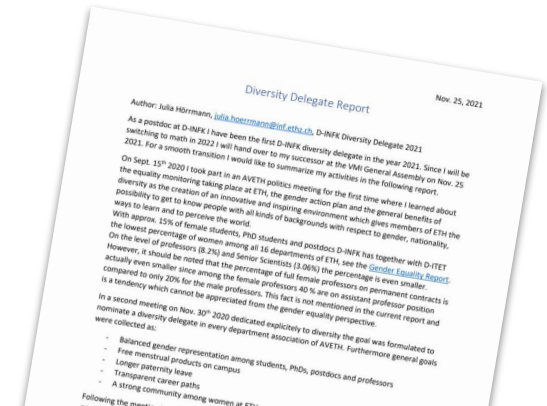 Nov. 25, 2021
Diversity Delegate Report
Author: Julia Hörrmann, julia.hoerrmann@inf.ethz.ch, D-INFK Diversity Delegate 2021
As a postdoc at D-INFK I have been the first D-INFK diversity delegate in the year 2021. Since I will be
switching to math in 2022 I will hand over to my successor at the VMI General Assembly on Nov. 25
2021. For a smooth transition I would like to summarize my activities in the following report.
On Sept. 15th 2020 I took part in an AVETH politics meeting for the first time where I learned about
the equality monitoring taking place at ETH, the gender action plan and the general benefits of
diversity as the creation of an innovative and inspiring environment which gives members of ETH the
possibility to get to know people with all kinds of backgrounds with respect to gender, nationality,
ways to learn and to perceive the world.
With approx. 15% of female students, PhD students and postdocs D-INFK has together with D-ITET
the lowest percentage of women among all 16 departments of ETH, see the Gender Equality Report.
On the level of professors (8.2%) and Senior Scientists (3.06%) the percentage is even smaller.
However, it should be noted that the percentage of full female professors on permanent contracts is
actually even smaller since among the female professors 40 % are on assistant professor position
compared to only 20% for the male professors. This fact is not mentioned in the current report and
is a tendency which cannot be appreciated from the gender equality perspective.
In a second meeting on Nov. 30th 2020 dedicated explicitly to diversity the goal was formulated to
nominate a diversity delegate in every department association of AVETH. Furthermore general goals
were collected as:
- Balanced gender representation among students, PhDs, postdocs and professors
- Free menstrual products on campus
- Longer paternity leave
- Transparent career paths
- A strong community among women at
Following the